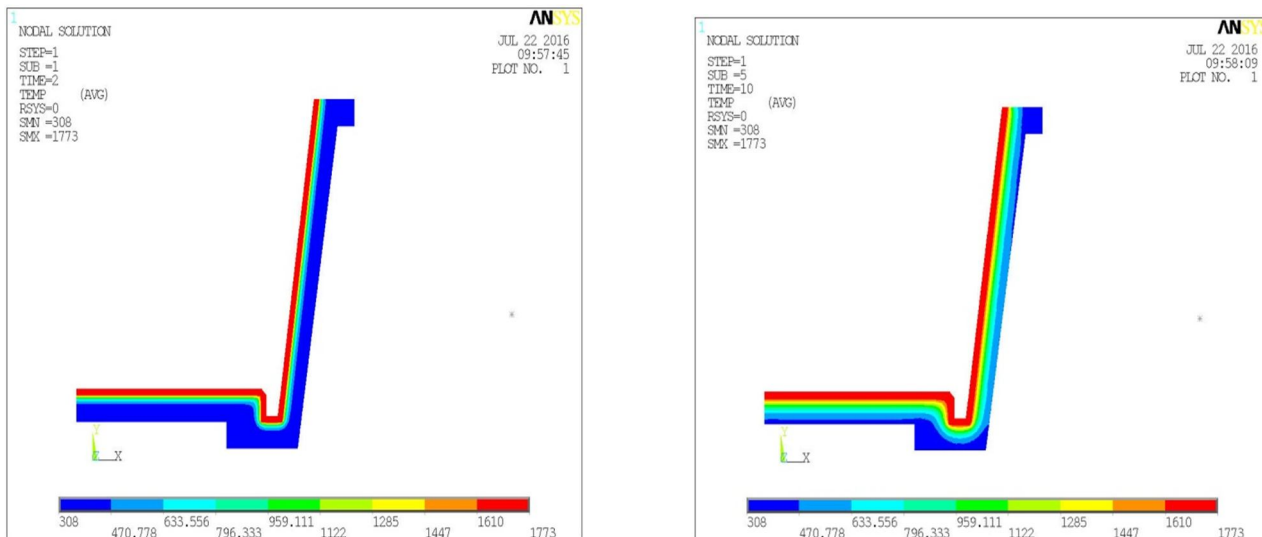 1
NODAL SOLUTION
STEP=1
SUB =1
TIME=2
TEMP (AVG)
RSYS=0
SMN =308
SMX =1773
ANSYS
JUL 22 2016
09:57:45
PLOT NO. 1
Y
Z X
308 633.556 959.111 1285 1610
470.778 796.333 1122 1447 1773
1
NODAL SOLUTION
STEP=1
SUB =5
TIME=10
TEMP (AVG)
RSYS=0
SMN =308
SMX =1773
ANSYS
JUL 22 2016
09:58:09
PLOT NO. 1
Y
Z X
308 633.556 959.111 1285 1610
470.778 796.333 1122 1447 1773